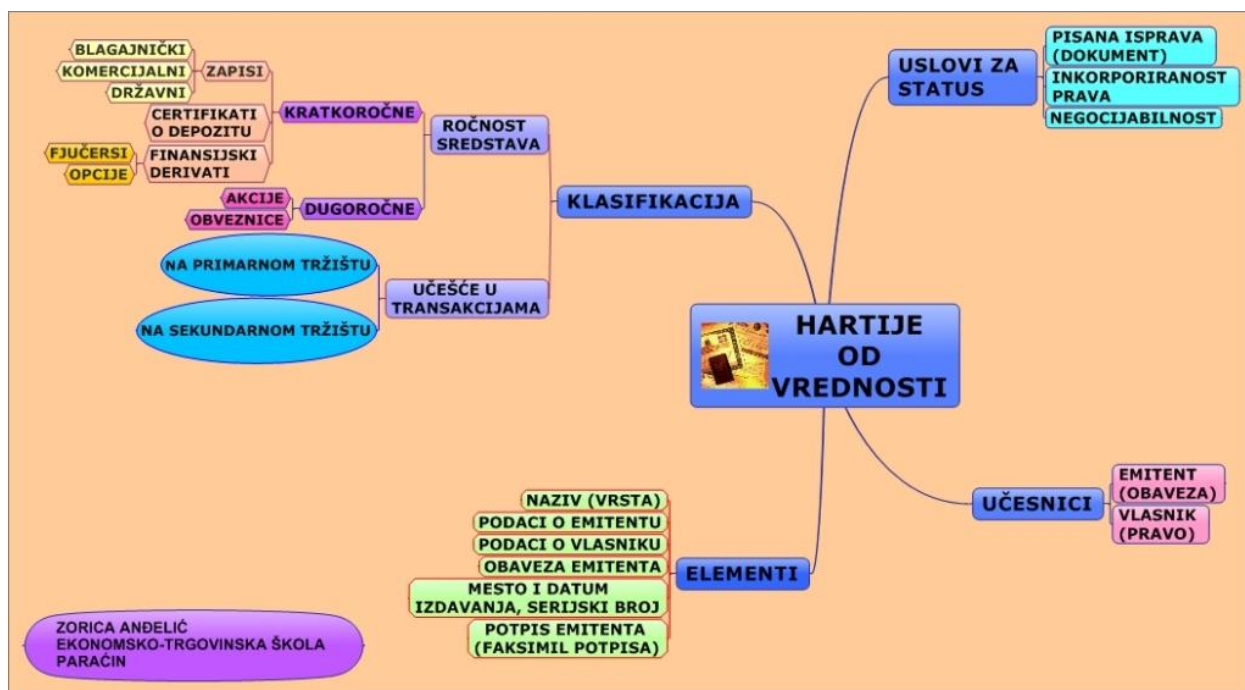 HARTIJE
OD
VREDNOSTI
USLOVI ZA
STATUS
PISANA ISPRAVA
(DOKUMENT)
INKORPORIRANOST
PRAVA
NEGOCIJABILNOST
UČESNICI
EMITENT
(OBAVEZA)
VLASNIK
(PRAVO)
KLASIFIKACIJA
ROČNOST
SREDSTAVA
KRATKOROČNE
ZAPISI
BLAGAJNIČKI
KOMERCIJALNI
DRŽAVNI
CERTIFIKATI
O DEPOZITU
FINANSIJSKI
DERIVATI
FJUČERSI
OPCIJE
DUGOROČNE
AKCIJE
OBVEZNICE
UČEŠĆE U
TRANSAKCIJAMA
NA PRIMARNOM TRŽIŠTU
NA SEKUNDARNOM TRŽIŠTU
ELEMENTI
NAZIV (VRSTA)
PODACI O EMITENTU
PODACI O VLASNIKU
OBAVEZA EMITENTA
MESTO I DATUM
IZDAVANJA, SERIJSKI BROJ
POTPIS EMITENTA
(FAKSIMIL POTPISA)
ZORICA ANĐELIĆ
EKONOMSKO-TRGOVINSKA ŠKOLA
PARAĆIN